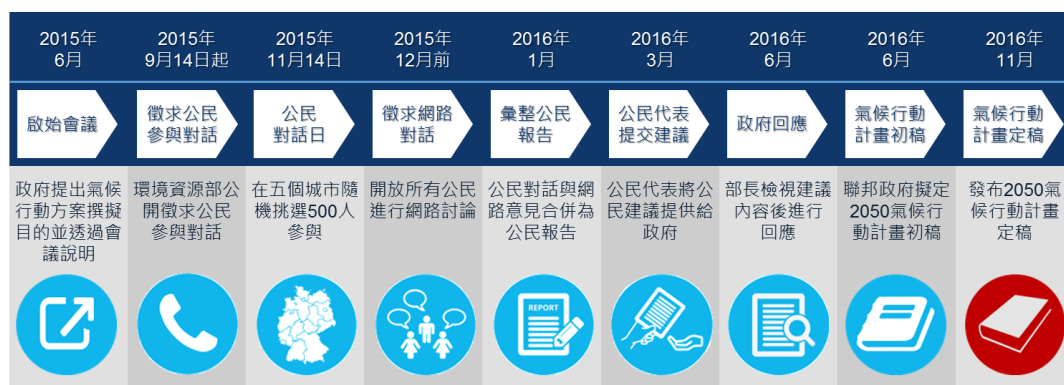 2015年
6月
2015年
9月14日起
2015年
11月14日
2015年
12月前
2016年
1月
2016年
3月
2016年
6月
2016年
6月
2016年
11月
啟始會議
徵求公民
參與對話
公民
對話日
徵求網路
對話
彙整公民
報告
公民代表
提交建議
政府回應
氣候行動
計畫初稿
氣候行動
計畫定稿
政府提出氣候
行動方案撰擬
目的並透過會
議說明
環境資源部公
開徵求公民
參與對話
在五個城市隨
機挑選500人
參與
開放所有公民
進行網路討論
公民對話與網
路意見合併為
公民報告
公民代表將公
民建議提供給
政府
部長檢視建議
內容後進行
回應
聯邦政府擬定
2050氣候行
動計畫初稿
發布2050氣
候行動計畫
定稿
REPORT